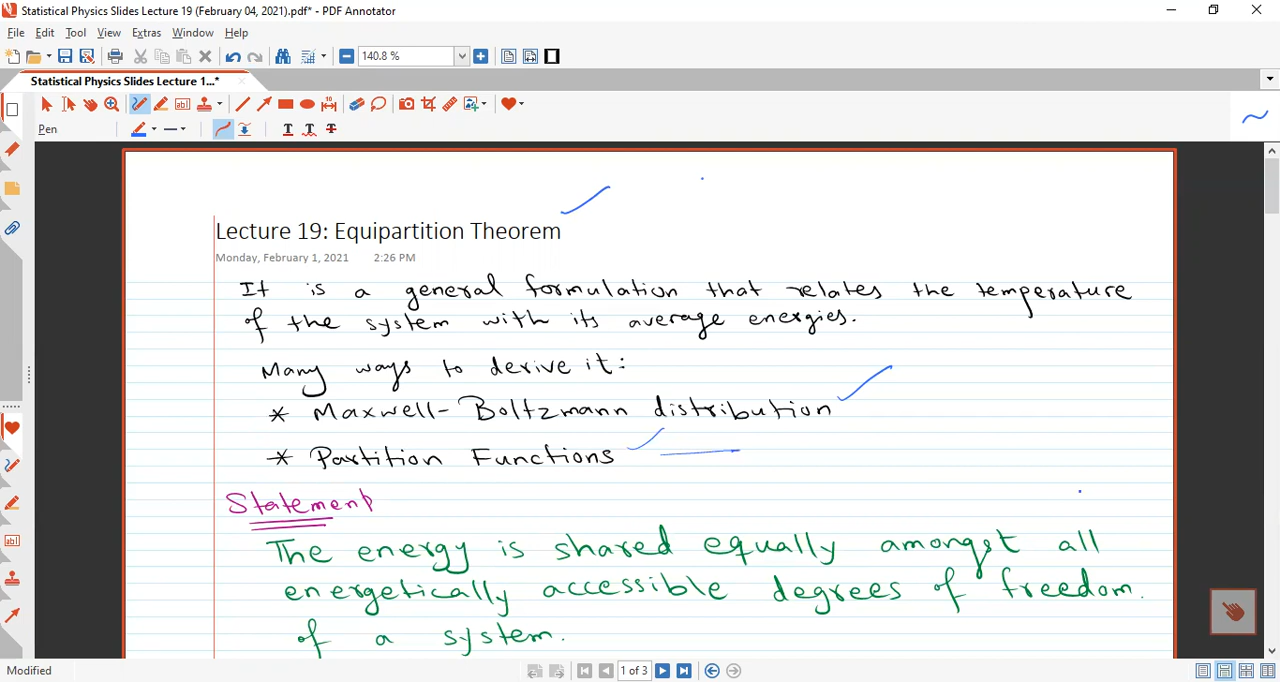 Statistical Physics Slides Lecture 19 (February 04, 2021).pdf* - PDF Annotator
File Edit Tool View Extras Window Help
140.8 %
Statistical Physics Slides Lecture 1...*
Pen
Lecture 19: Equipartition Theorem
Monday, February 1, 2021 2:26 PM
It is a general formulation that relates the temperature
of the system with its average energies.
Many ways to derive it:
* Maxwell-Boltzmann distribution
* Partition Functions
Statement
The energy is shared equally amongst all
energetically accessible degrees of freedom.
of a system.
Modified
1 of 3